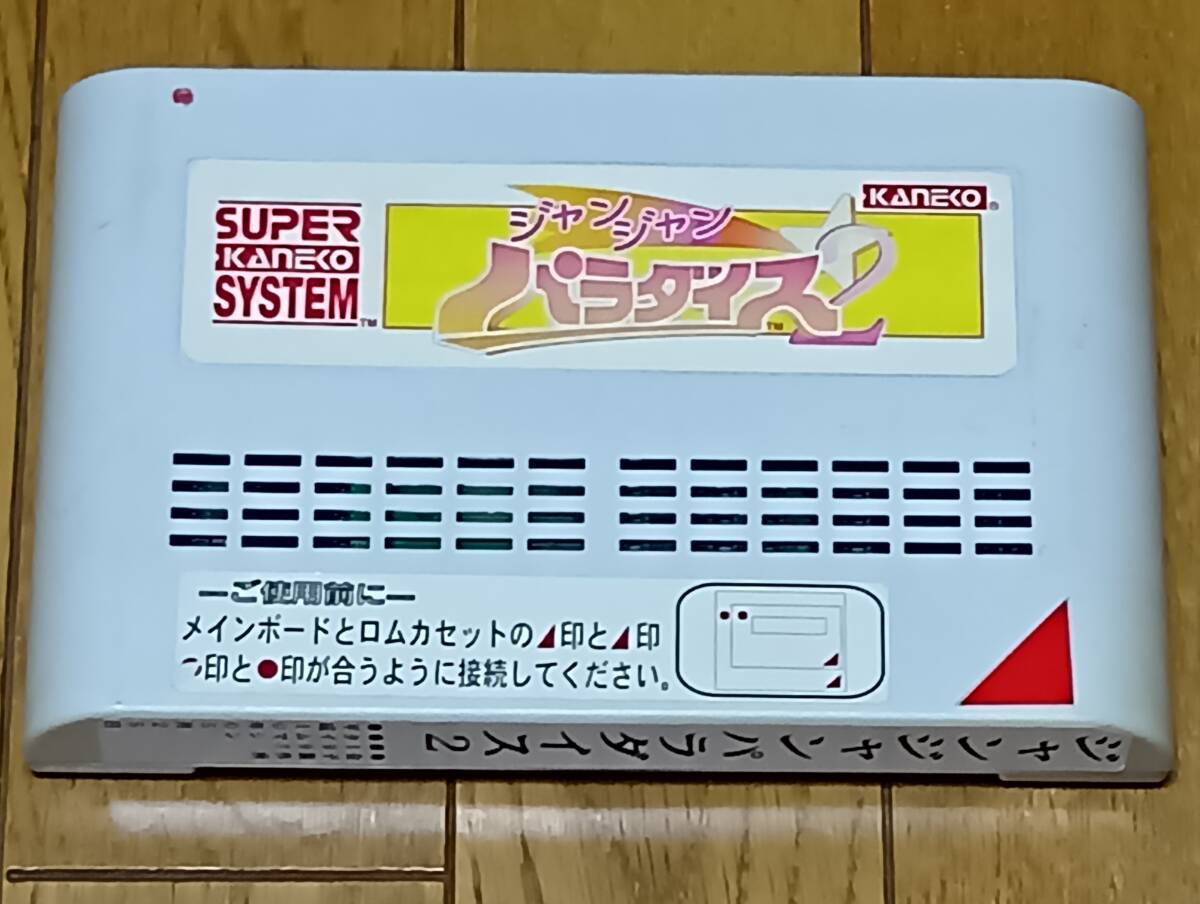 SUPER
KANEKO
SYSTEM
TM
ジャンジャン
パラダイス2
TM
KANEKO
®
ーご使用前にー
メインボードとロムカセットの◢印と◢印
印と●印が合うように接続してください。
ジャンジャンパラダイス2